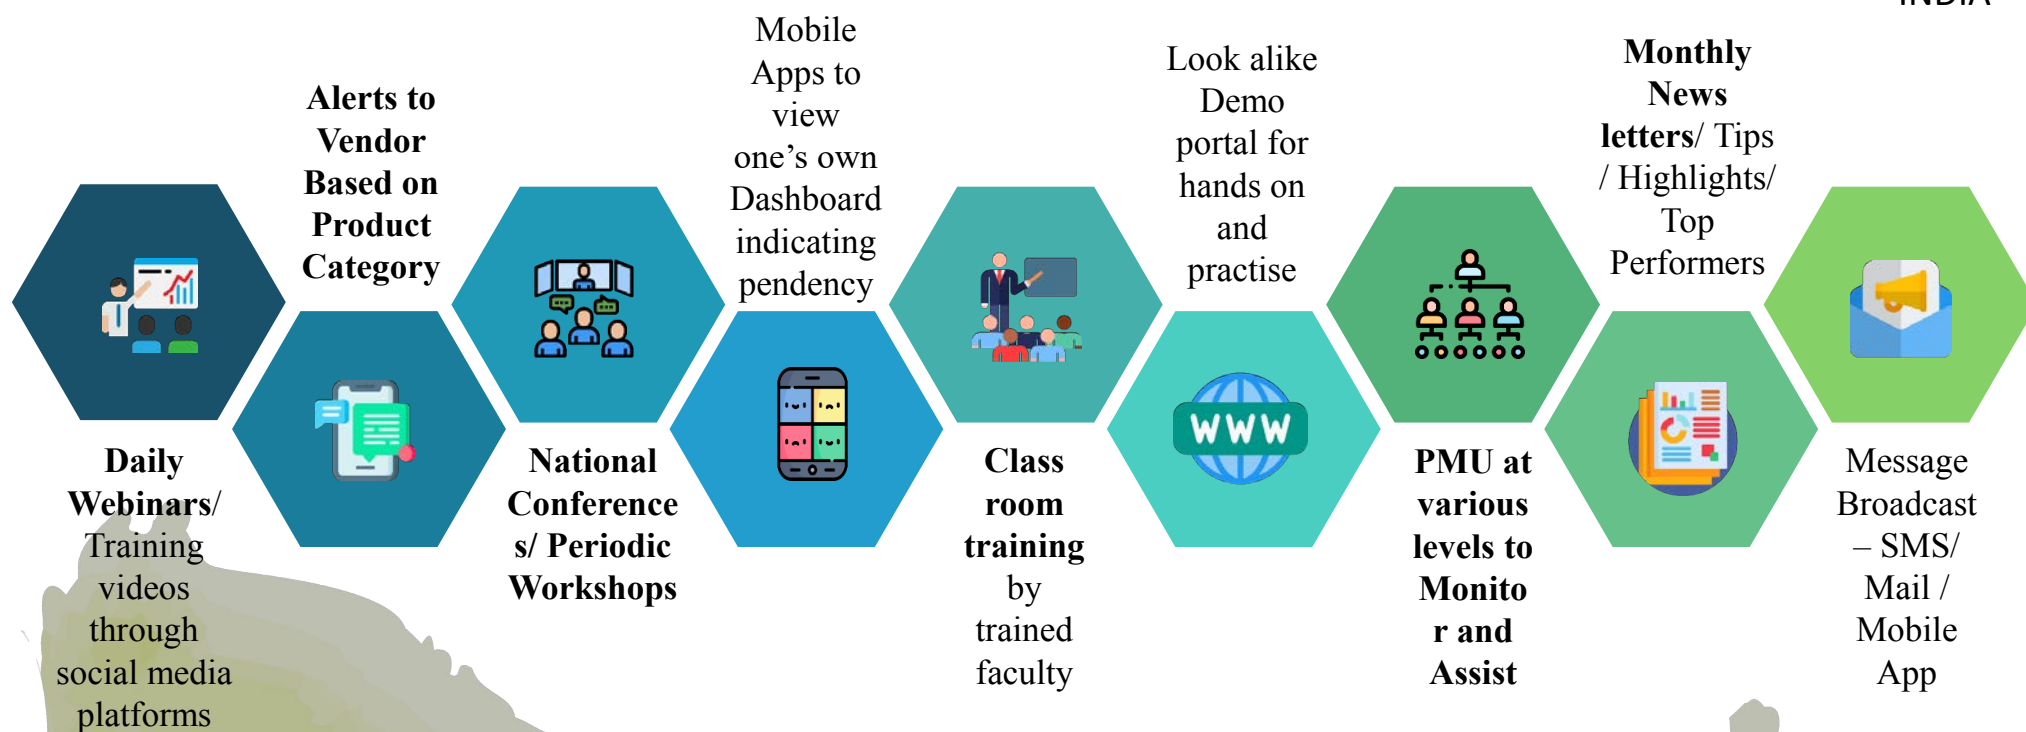 INDIA
Daily
Webinars/
Training
videos
through
social media
platforms
Alerts to
Vendor
Based on
Product
Category
National
Conference
s/ Periodic
Workshops
Mobile
Apps to
view
one’s own
Dashboard
indicating
pendency
Class
room
training
by
trained
faculty
Look alike
Demo
portal for
hands on
and
practise
WWW
PMU at
various
levels to
Monito
r and
Assist
Monthly
News
letters/ Tips
/ Highlights/
Top
Performers
Message
Broadcast
– SMS/
Mail /
Mobile
App